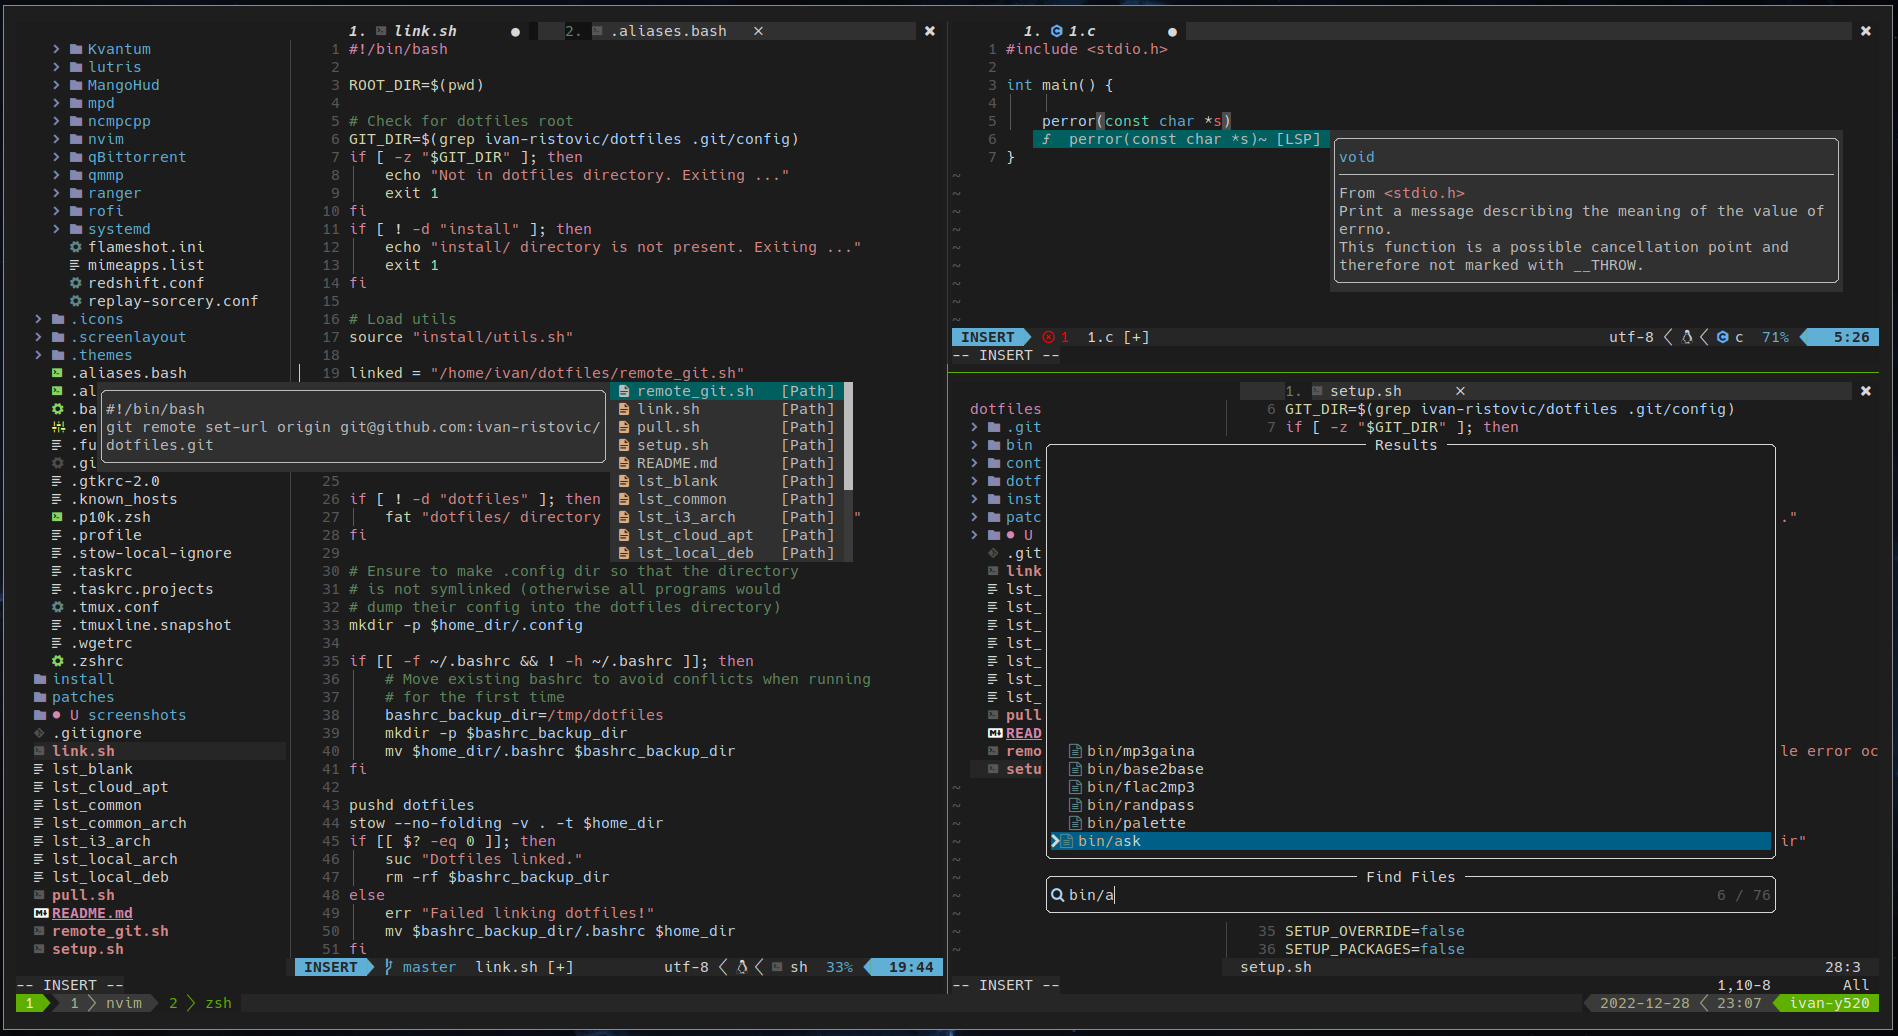 Kvantum
lutris
MangoHud
mpd
ncmpcpp
nvim
qBittorrent
qmmp
ranger
rofi
systemd
flameshot.ini
mimeapps.list
redshift.conf
replay-sorcery.conf
.icons
.screenlayout
.themes
.aliases.bash
.al
.ba
.en
.fu
.gi
.gtkrc-2.0
.known_hosts
.p10k.zsh
.profile
.stow-local-ignore
.taskrc
.taskrc.projects
.tmux.conf
.tmuxline.snapshot
.wgetrc
.zshrc
install
patches
U screenshots
.gitignore
link.sh
lst_blank
lst_cloud_apt
lst_common
lst_common_arch
lst_i3_arch
lst_local_arch
lst_local_deb
pull.sh
README.md
remote_git.sh
setup.sh
1. link.sh ● 2. .aliases.bash × ✖
1 #!/bin/bash
2
3 ROOT_DIR=$(pwd)
4
5 # Check for dotfiles root
6 GIT_DIR=$(grep ivan-ristovic/dotfiles .git/config)
7 if [ -z "$GIT_DIR" ]; then
8 echo "Not in dotfiles directory. Exiting ..."
9 exit 1
10 fi
11 if [ ! -d "install" ]; then
12 echo "install/ directory is not present. Exiting ..."
13 exit 1
14 fi
15
16 # Load utils
17 source "install/utils.sh"
18
19 linked = "/home/ivan/dotfiles/remote_git.sh"
#!/bin/bash
git remote set-url origin git@github.com:ivan-ristovic/
dotfiles.git
remote_git.sh [Path]
link.sh [Path]
pull.sh [Path]
setup.sh [Path]
README.md [Path]
lst_blank [Path]
lst_common [Path]
lst_i3_arch [Path]
lst_cloud_apt [Path]
lst_local_deb [Path]
25
26 if [ ! -d "dotfiles" ]; then
27 fat "dotfiles/ directory "
28 fi
29
30 # Ensure to make .config dir so that the directory
31 # is not symlinked (otherwise all programs would
32 # dump their config into the dotfiles directory)
33 mkdir -p $home_dir/.config
34
35 if [[ -f ~/.bashrc && ! -h ~/.bashrc ]]; then
36 # Move existing bashrc to avoid conflicts when running
37 # for the first time
38 bashrc_backup_dir=/tmp/dotfiles
39 mkdir -p $bashrc_backup_dir
40 mv $home_dir/.bashrc $bashrc_backup_dir
41 fi
42
43 pushd dotfiles
44 stow --no-folding -v . -t $home_dir
45 if [[ $? -eq 0 ]]; then
46 suc "Dotfiles linked."
47 rm -rf $bashrc_backup_dir
48 else
49 err "Failed linking dotfiles!"
50 mv $bashrc_backup_dir/.bashrc $home_dir
51 fi
INSERT master link.sh [+] utf-8 sh 33% 19:44
-- INSERT --
1. 1.c ● ✖
1 #include <stdio.h>
2
3 int main() {
4
5 perror(const char *s)
6 ƒ perror(const char *s)~ [LSP]
7 }
void
From <stdio.h>
Print a message describing the meaning of the value of
errno.
This function is a possible cancellation point and
therefore not marked with __THROW.
INSERT 1 1.c [+] utf-8 c 71% 5:26
-- INSERT --
1. setup.sh × ✖
dotfiles
.git
bin
cont
dotf
inst
patc
U
.git
link
lst_
lst_
lst_
lst_
lst_
lst_
lst_
pull
READ
remo
setu
6 GIT_DIR=$(grep ivan-ristovic/dotfiles .git/config)
7 if [ -z "$GIT_DIR" ]; then
Results
."
le error oc
ir"
bin/mp3gaina
bin/base2base
bin/flac2mp3
bin/randpass
bin/palette
bin/ask
Find Files
bin/a 6 / 76
35 SETUP_OVERRIDE=false
36 SETUP_PACKAGES=false
setup.sh 28:3
-- INSERT -- 1,10-8 All
1 1 nvim 2 zsh 2022-12-28 23:07 ivan-y520